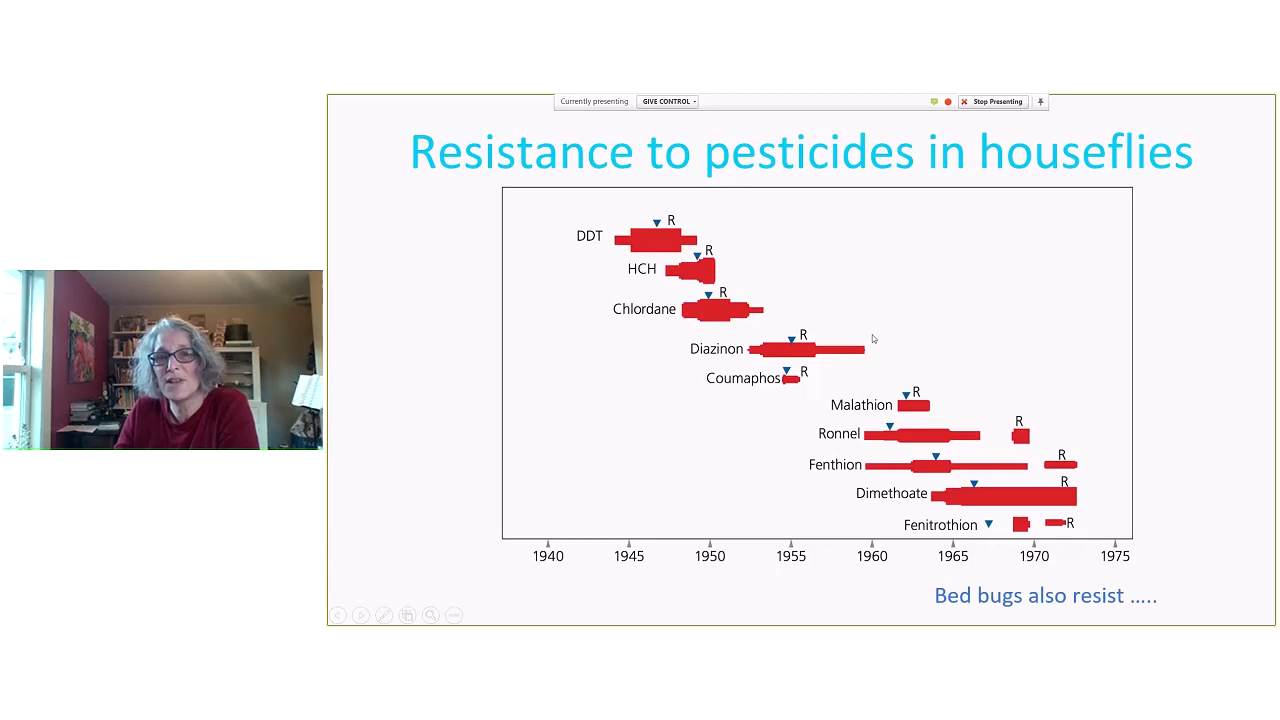 Currently presenting GIVE CONTROL Stop Presenting
Resistance to pesticides in houseflies
DDT R
HCH R
Chlordane R
Diazinon R
Coumaphos R
Malathion R
Ronnel R
Fenthion R
Dimethoate R
Fenitrothion R
1940 1945 1950 1955 1960 1965 1970 1975
Bed bugs also resist .....